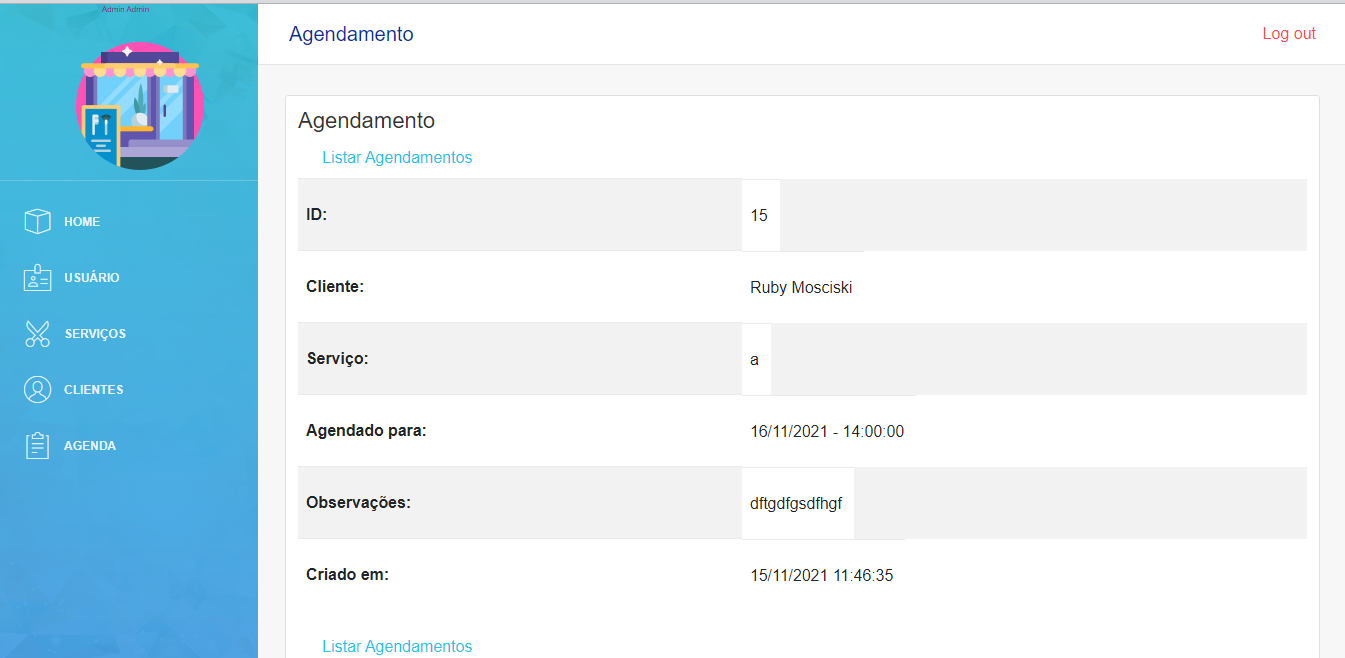 Admin Admin
Agendamento
Log out
HOME
USUÁRIO
SERVIÇOS
CLIENTES
AGENDA
Agendamento
Listar Agendamentos
ID: 15
Cliente: Ruby Mosciski
Serviço: a
Agendado para: 16/11/2021 - 14:00:00
Observações: dftgdfgsdfhgf
Criado em: 15/11/2021 11:46:35
Listar Agendamentos